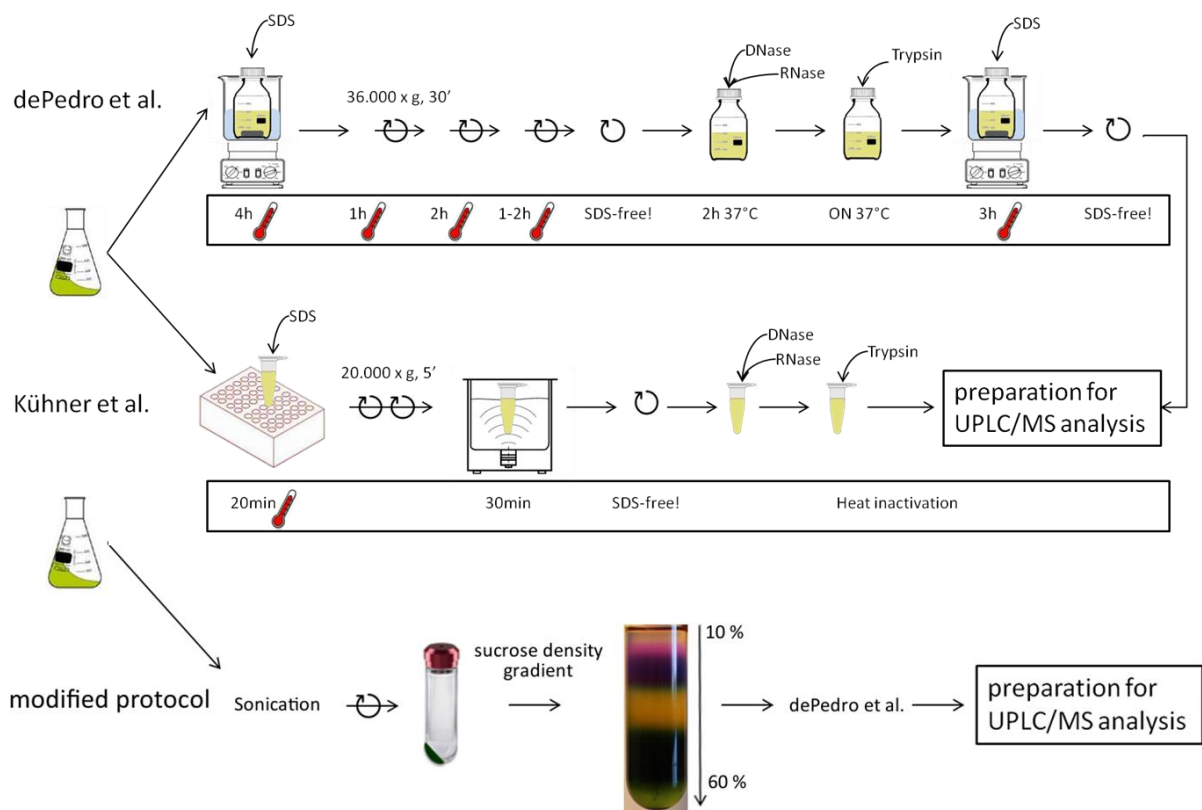 SDS
DNase
RNase
Trypsin
SDS
dePedro et al.
36.000 x g, 30’
4h
1h
2h
1-2h
SDS-free!
2h 37°C
ON 37°C
3h
SDS-free!
SDS
DNase
RNase
Trypsin
Kühner et al.
20.000 x g, 5’
preparation for
UPLC/MS analysis
20min
30min
SDS-free!
Heat inactivation
modified protocol
Sonication
sucrose density
gradient
10 %
60 %
dePedro et al.
preparation for
UPLC/MS analysis